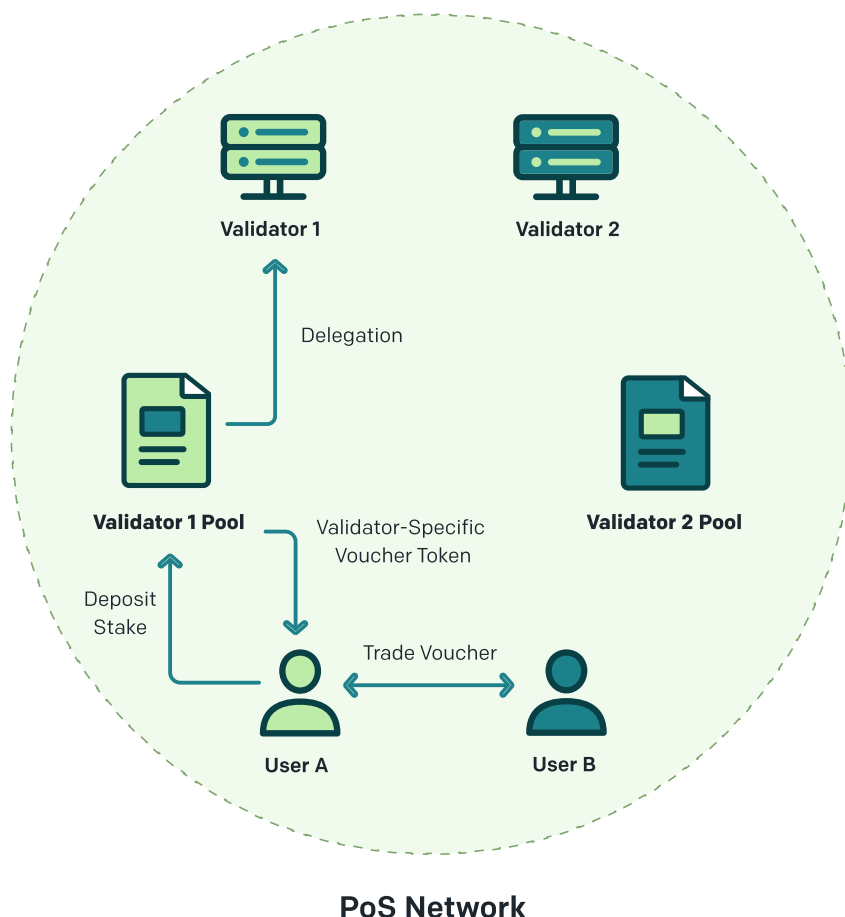 Validator 1
Validator 2
Delegation
Validator 1 Pool
Validator-Specific
Voucher Token
Validator 2 Pool
Deposit
Stake
Trade Voucher
User A
User B
PoS Network